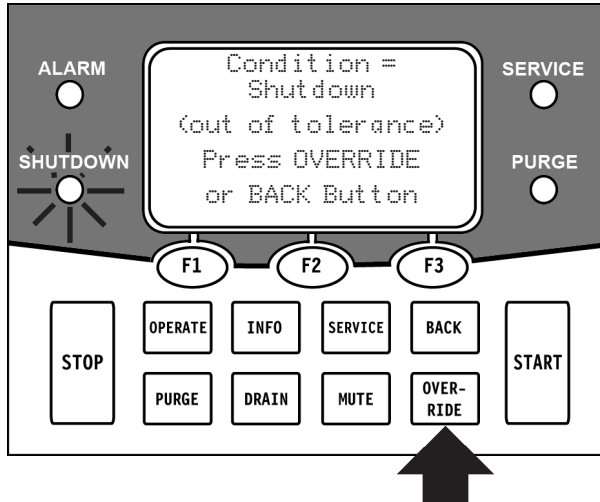 ALARM
SERVICE
SHUTDOWN
PURGE
Condition =
Shutdown
(out of tolerance)
Press OVERRIDE
or BACK Button
F1
F2
F3
STOP
OPERATE
INFO
SERVICE
BACK
START
PURGE
DRAIN
MUTE
OVER-
RIDE